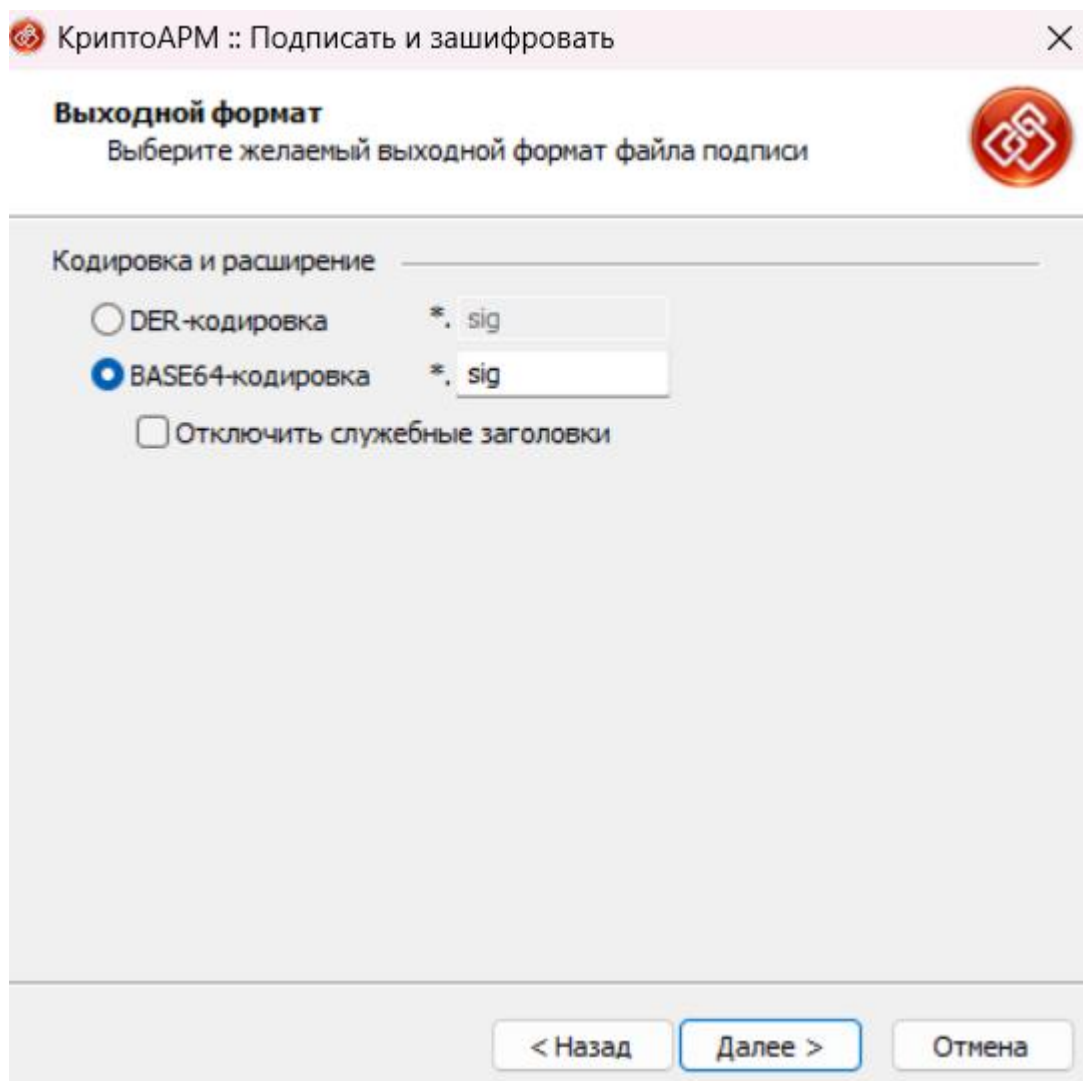 КриптоАРМ :: Подписать и зашифровать
Выходной формат
Выберите желаемый выходной формат файла подписи
Кодировка и расширение
DER-кодировка *. sig
BASE64-кодировка *. sig
Отключить служебные заголовки
< Назад Далее > Отмена